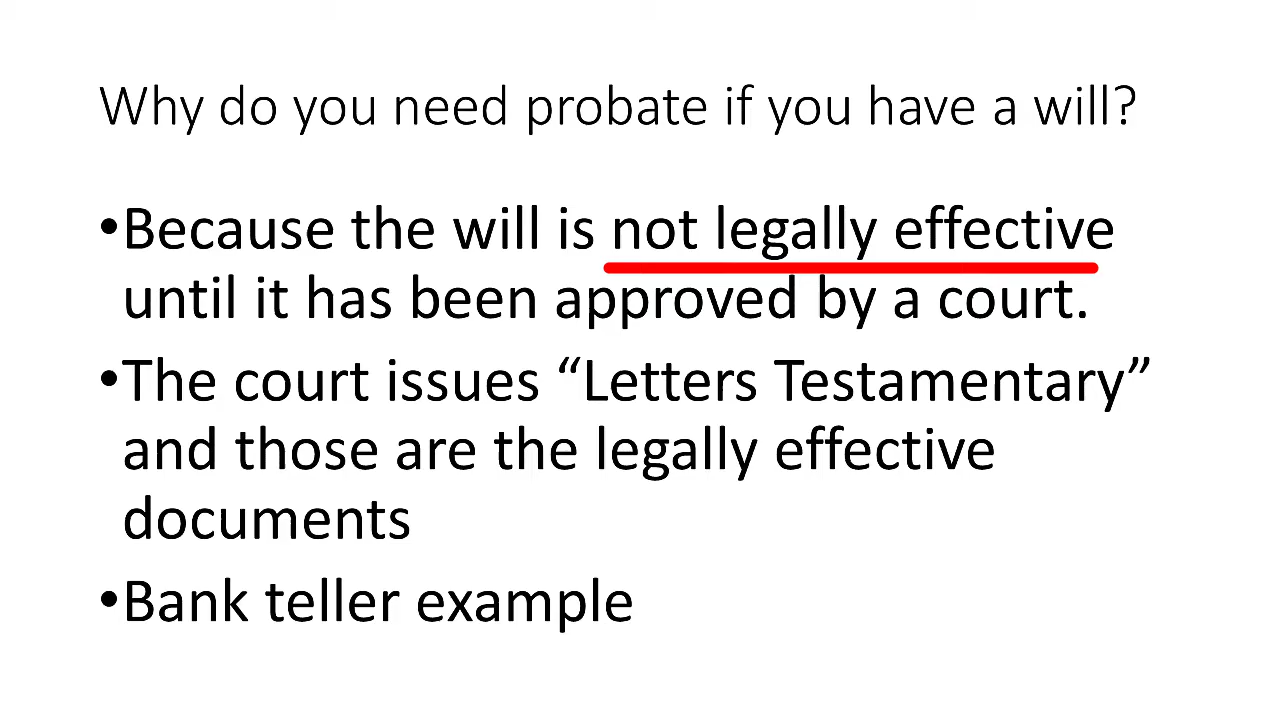 Why do you need probate if you have a will?
•Because the will is not legally effective
until it has been approved by a court.
•The court issues “Letters Testamentary”
and those are the legally effective
documents
•Bank teller example